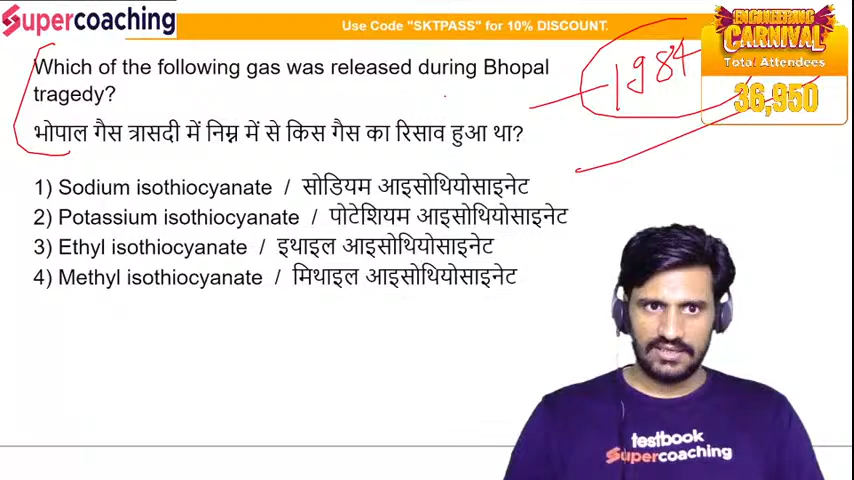 Supercoaching
Use Code "SKTPASS" for 10% DISCOUNT.
ENGINEERING
CARNIVAL
Total Attendees
36,950
1984
Which of the following gas was released during Bhopal
tragedy?
भोपाल गैस त्रासदी में निम्न में से किस गैस का रिसाव हुआ था?
1) Sodium isothiocyanate / सोडियम आइसोथियोसाइनेट
2) Potassium isothiocyanate / पोटेशियम आइसोथियोसाइनेट
3) Ethyl isothiocyanate / इथाइल आइसोथियोसाइनेट
4) Methyl isothiocyanate / मिथाइल आइसोथियोसाइनेट
testbook
Supercoaching